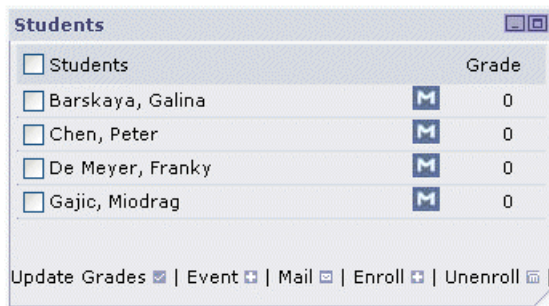 Students
Students Grade
Barskaya, Galina M 0
Chen, Peter M 0
De Meyer, Franky M 0
Gajic, Miodrag M 0
Update Grades | Event | Mail | Enroll | Unenroll